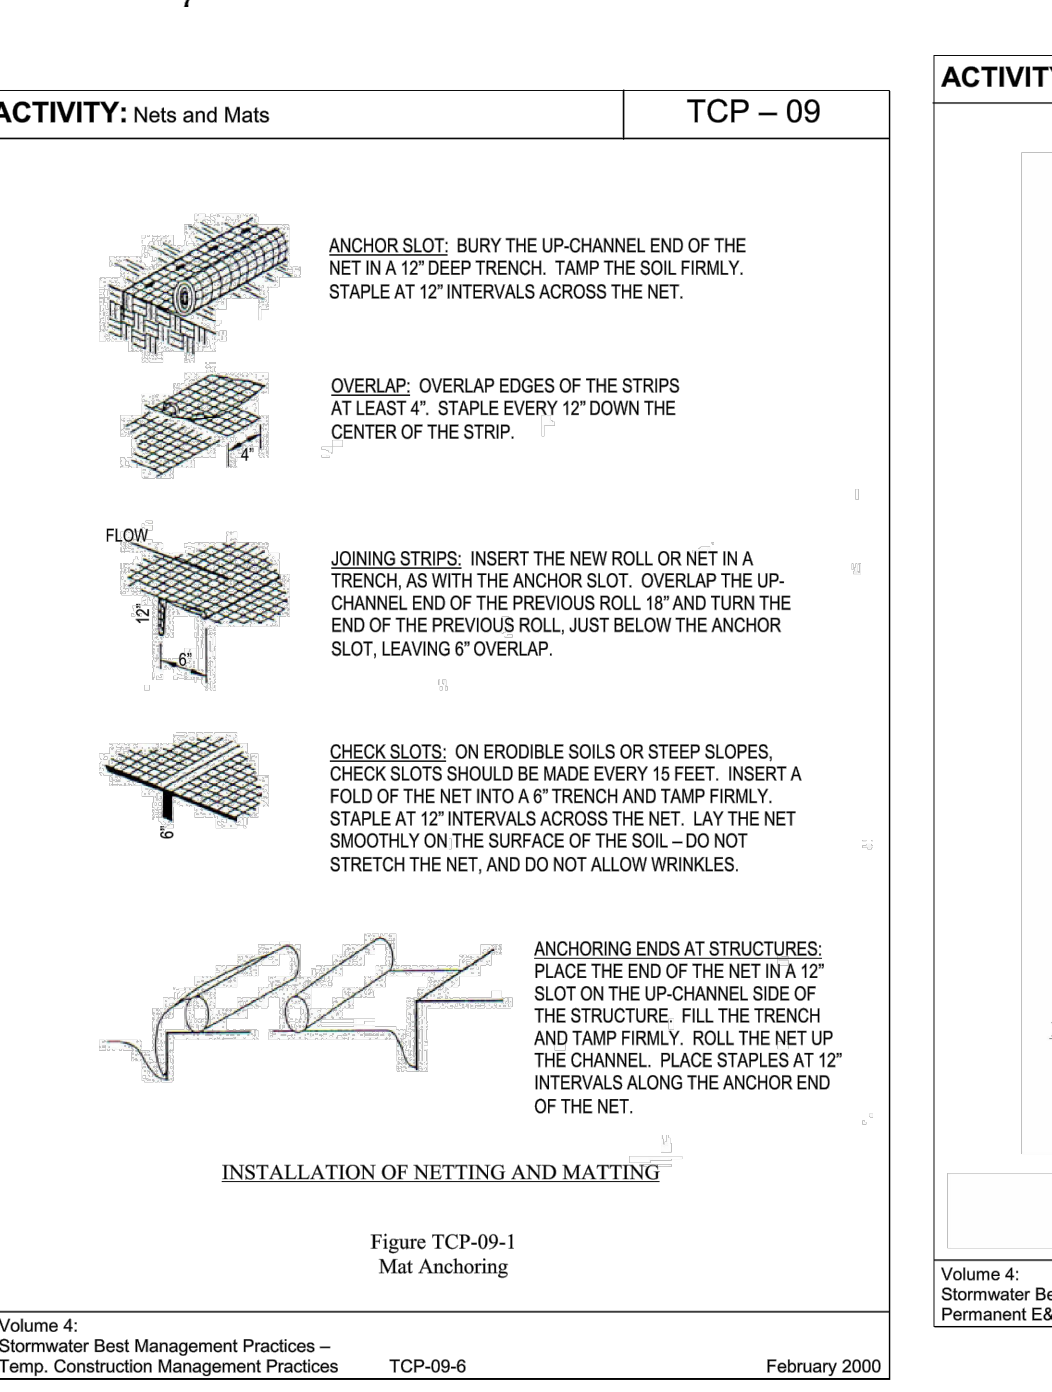 ACTIVITY: Nets and Mats
TCP – 09
ANCHOR SLOT: BURY THE UP-CHANNEL END OF THE
NET IN A 12” DEEP TRENCH. TAMP THE SOIL FIRMLY.
STAPLE AT 12” INTERVALS ACROSS THE NET.
OVERLAP: OVERLAP EDGES OF THE STRIPS
AT LEAST 4”. STAPLE EVERY 12” DOWN THE
CENTER OF THE STRIP.
4”
FLOW
12”
6”
JOINING STRIPS: INSERT THE NEW ROLL OR NET IN A
TRENCH, AS WITH THE ANCHOR SLOT. OVERLAP THE UP-
CHANNEL END OF THE PREVIOUS ROLL 18” AND TURN THE
END OF THE PREVIOUS ROLL, JUST BELOW THE ANCHOR
SLOT, LEAVING 6” OVERLAP.
CHECK SLOTS: ON ERODIBLE SOILS OR STEEP SLOPES,
CHECK SLOTS SHOULD BE MADE EVERY 15 FEET. INSERT A
FOLD OF THE NET INTO A 6” TRENCH AND TAMP FIRMLY.
STAPLE AT 12” INTERVALS ACROSS THE NET. LAY THE NET
SMOOTHLY ON THE SURFACE OF THE SOIL – DO NOT
STRETCH THE NET, AND DO NOT ALLOW WRINKLES.
6”
ANCHORING ENDS AT STRUCTURES:
PLACE THE END OF THE NET IN A 12”
SLOT ON THE UP-CHANNEL SIDE OF
THE STRUCTURE. FILL THE TRENCH
AND TAMP FIRMLY. ROLL THE NET UP
THE CHANNEL. PLACE STAPLES AT 12”
INTERVALS ALONG THE ANCHOR END
OF THE NET.
INSTALLATION OF NETTING AND MATTING
Figure TCP-09-1
Mat Anchoring
Volume 4:
Stormwater Best Management Practices –
Temp. Construction Management Practices
TCP-09-6
February 2000
ACTIVITY
Volume 4:
Stormwater Be
Permanent E&